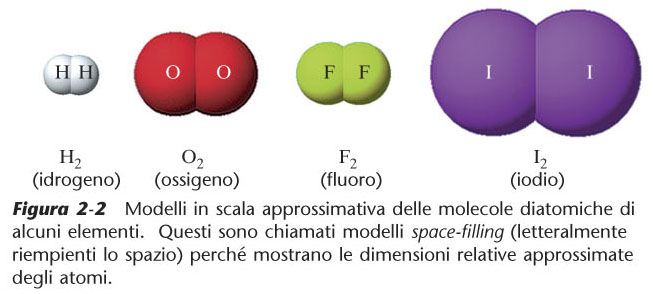 H H O O F F I I
H2 O2 F2 I2
(idrogeno) (ossigeno) (fluoro) (iodio)
Figura 2-2 Modelli in scala approssimativa delle molecole diatomiche di
alcuni elementi. Questi sono chiamati modelli space-filling (letteralmente
riempienti lo spazio) perché mostrano le dimensioni relative approssimate
degli atomi.